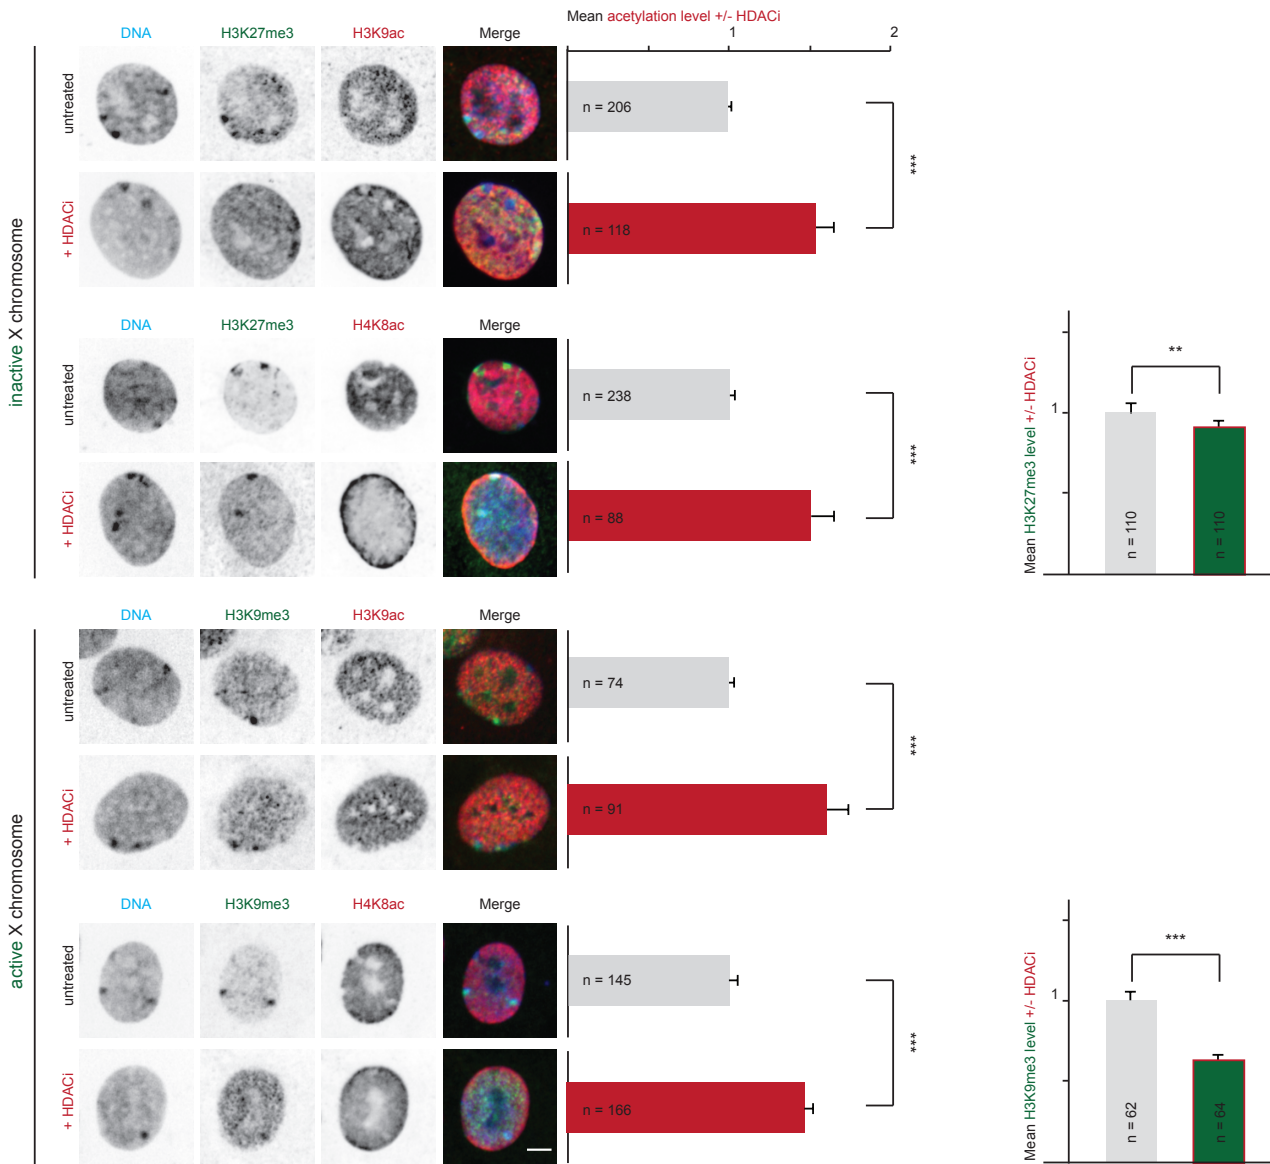 Mean acetylation level +/- HDACi
1
2
inactive X chromosome
DNA
H3K27me3
H3K9ac
Merge
untreated
n = 206
+ HDACi
n = 118
***
DNA
H3K27me3
H4K8ac
Merge
untreated
n = 238
+ HDACi
n = 88
***
Mean H3K27me3 level +/- HDACi
1
**
n = 110
n = 110
active X chromosome
DNA
H3K9me3
H3K9ac
Merge
untreated
n = 74
+ HDACi
n = 91
***
DNA
H3K9me3
H4K8ac
Merge
untreated
n = 145
+ HDACi
n = 166
***
Mean H3K9me3 level +/- HDACi
1
***
n = 62
n = 64